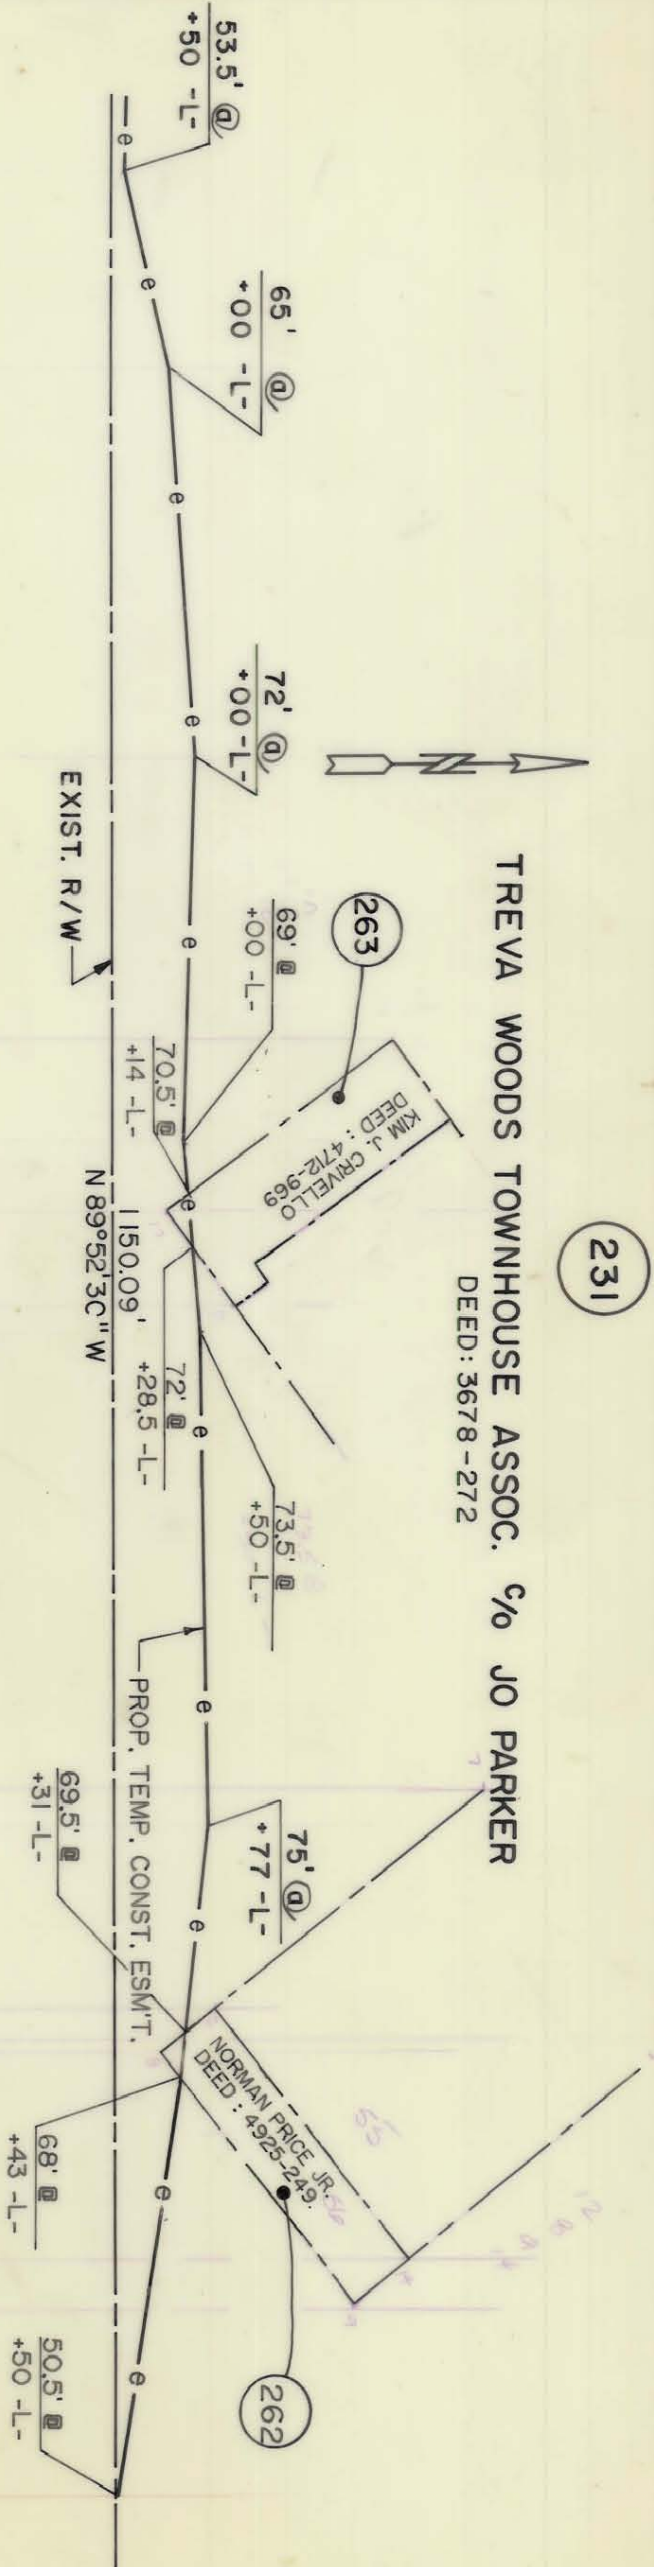 53.5' @
+50 -L-
65' @
+00 -L-
72' @
+00 -L-
69' @
+00 -L-
263
TREVA WOODS TOWNHOUSE ASSOC. c/o JO PARKER
DEED: 3678-272
231
EXIST. R/W
70.5' @
+14 -L-
KIM J. CRIVELLO
DEED : 4712-969
1150.09'
N 89°52'30" W
72' @
+28.5 -L-
73.5' @
+50 -L-
PROP. TEMP. CONST. ESM'T.
75' @
+77 -L-
69.5' @
+31 -L-
NORMAN PRICE JR.
DEED : 4925-249.
55
68' @
+43 -L-
262
50.5' @
+50 -L-
e
e
e
e
e
e
e
e
e
e
e